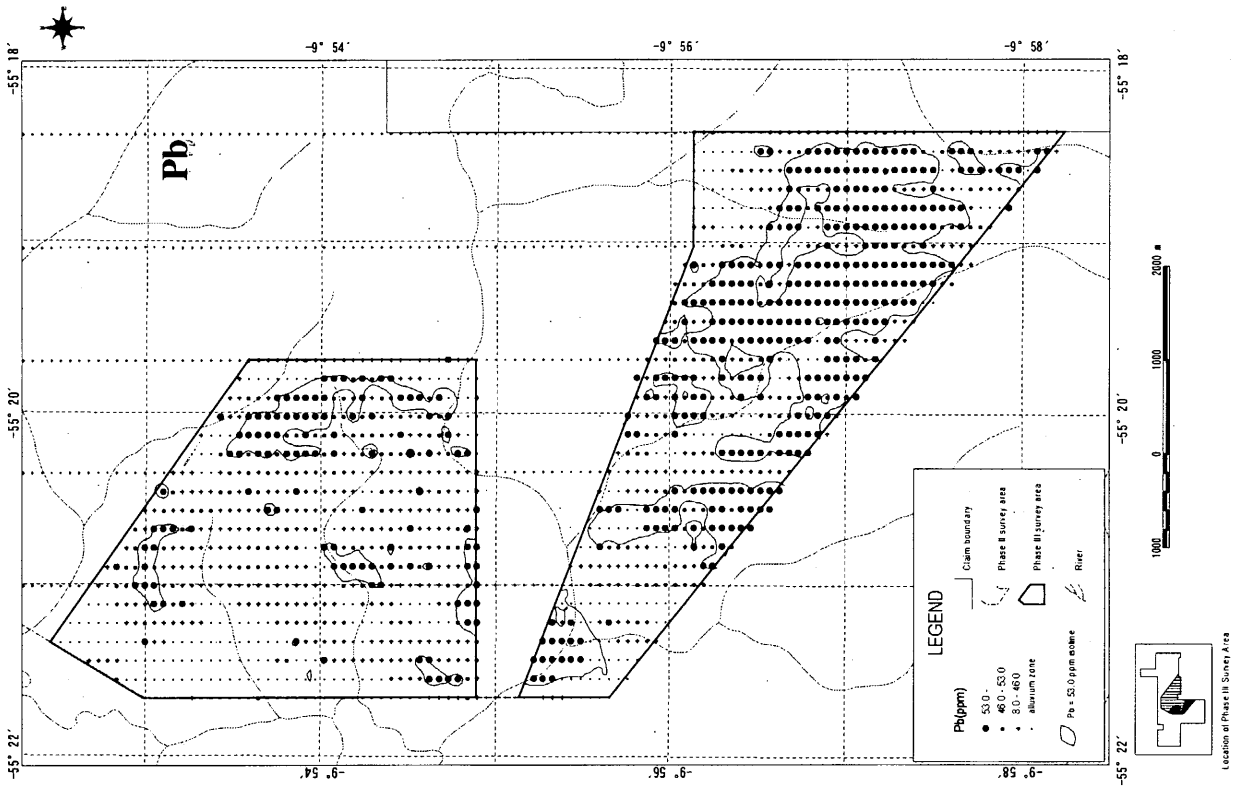 Pb
-9° 54′
-9° 56′
-9° 58′
-55° 18′
-55° 18′
-55° 20′
-55° 20′
-55° 22′
-55° 22′
-9° 54′
-9° 56′
-9° 58′
LEGEND
Pb(ppm)
53.0 -
46.0 - 53.0
8.0 - 46.0
alluvium zone
Pb = 53.0 ppm isoline
Claim boundary
Phase II survey area
Phase III survey area
River
1000 0 1000 2000 m
Location of Phase III Survey Area